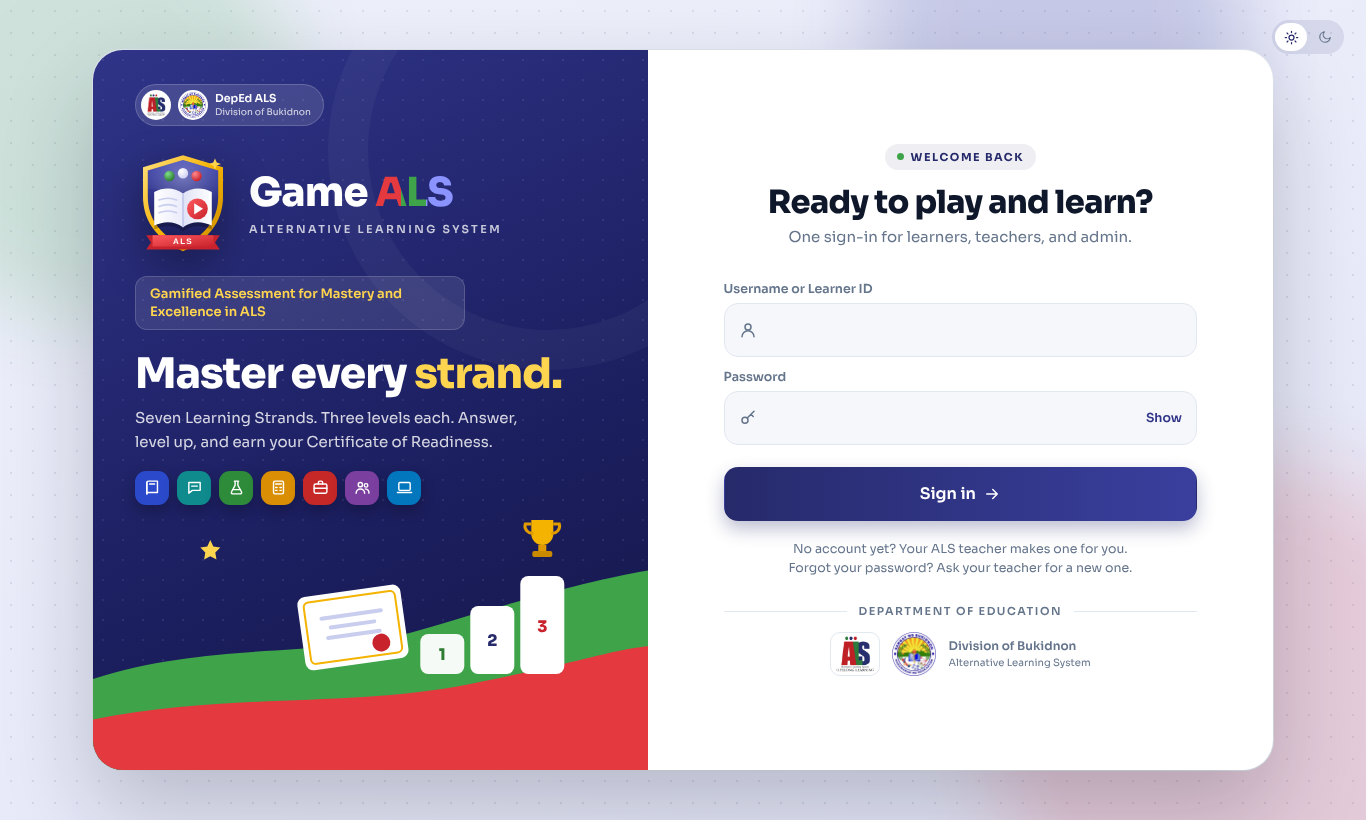 DepEd ALS
Division of Bukidnon
ALS
Game ALS
ALTERNATIVE LEARNING SYSTEM
ALS
Gamified Assessment for Mastery and
Excellence in ALS
Master every strand.
Seven Learning Strands. Three levels each. Answer,
level up, and earn your Certificate of Readiness.
1
2
3
WELCOME BACK
Ready to play and learn?
One sign-in for learners, teachers, and admin.
Username or Learner ID
Password
Show
Sign in
No account yet? Your ALS teacher makes one for you.
Forgot your password? Ask your teacher for a new one.
DEPARTMENT OF EDUCATION
ALS
Division of Bukidnon
Alternative Learning System